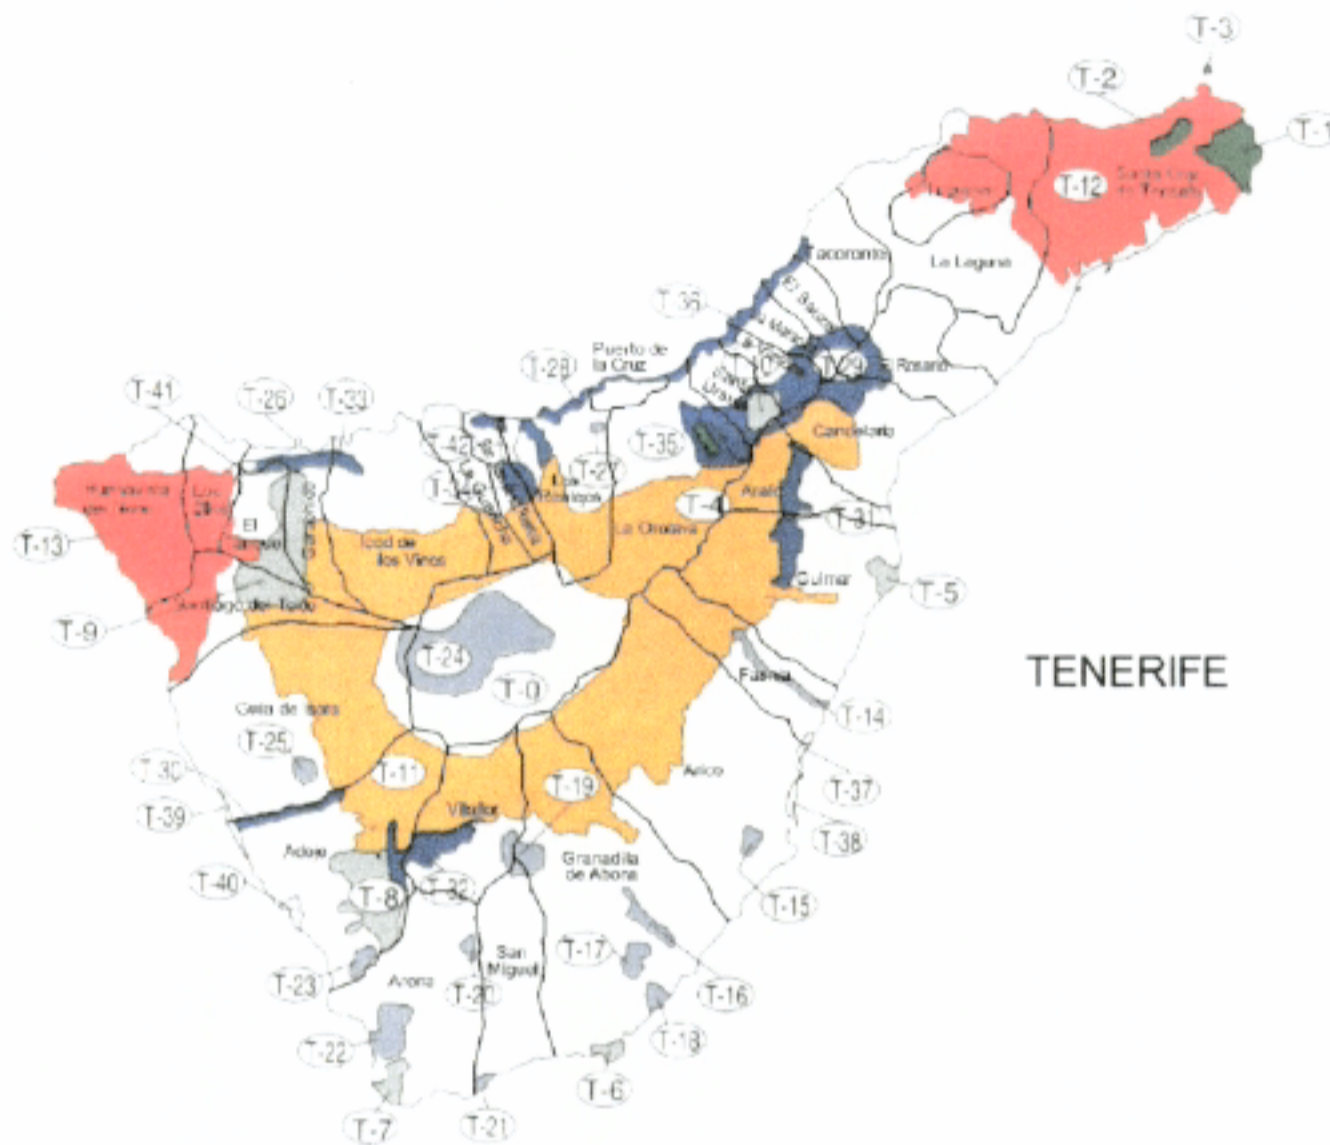 T-3
T-2
T-1
T-12
Santa Cruz
de Tenerife
Tacoronte
La Laguna
T-36
El Rosario
Puerto de
la Cruz
T-28
T-29
T-41
T-26
T-33
T-42
T-35
T-27
Candelaria
Los
Realejos
T-4
Arafo
La Orotava
T-31
El
T-13
Icod de
los Vinos
Guimar
T-5
Santiago del Teide
T-9
T-24
T-0
TENERIFE
Fasnia
T-14
Guia de Isora
T-25
T-30
T-11
T-19
Arico
T-37
T-39
Vilaflor
T-38
Adeje
Granadilla
de Abona
T-40
T-8
T-32
T-15
T-17
San
Miguel
T-23
Arona
T-20
T-16
T-22
T-18
T-6
T-7
T-21